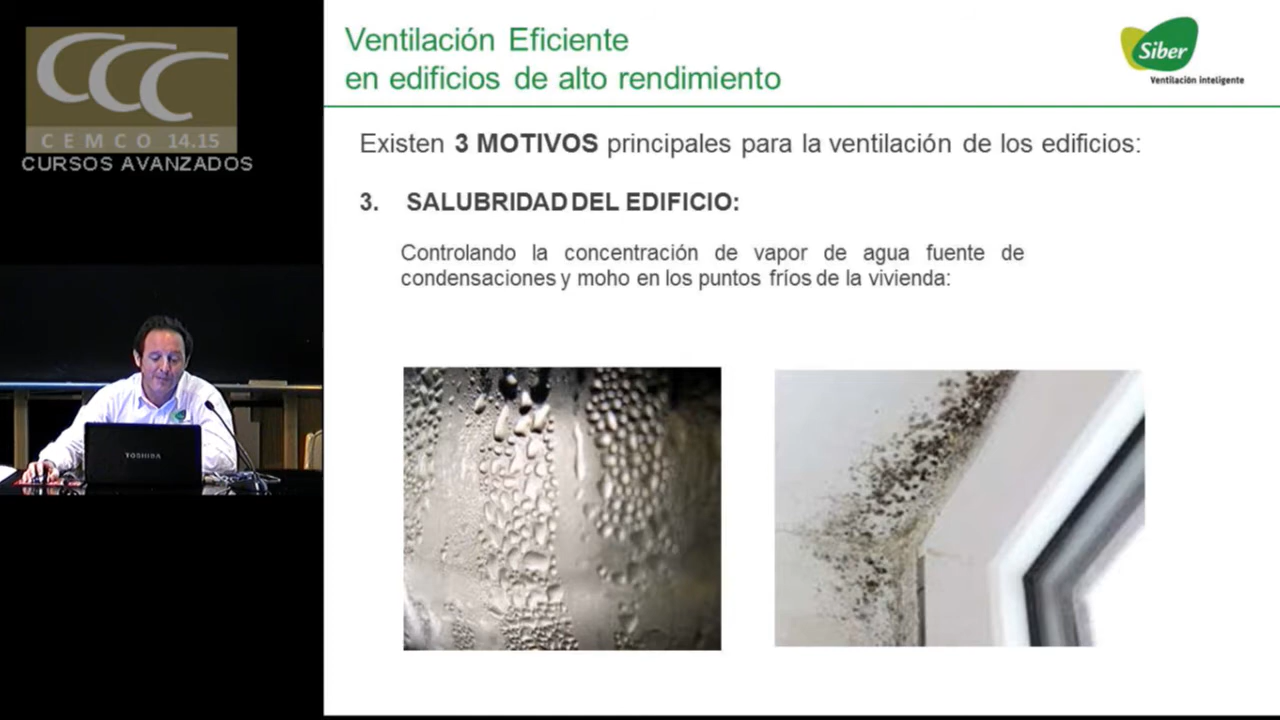 CEMCO 14.15
CURSOS AVANZADOS
Ventilación Eficiente
en edificios de alto rendimiento
Siber
Ventilación inteligente
Existen 3 MOTIVOS principales para la ventilación de los edificios:
3. SALUBRIDAD DEL EDIFICIO:
Controlando la concentración de vapor de agua fuente de
condensaciones y moho en los puntos fríos de la vivienda:
TOSHIBA